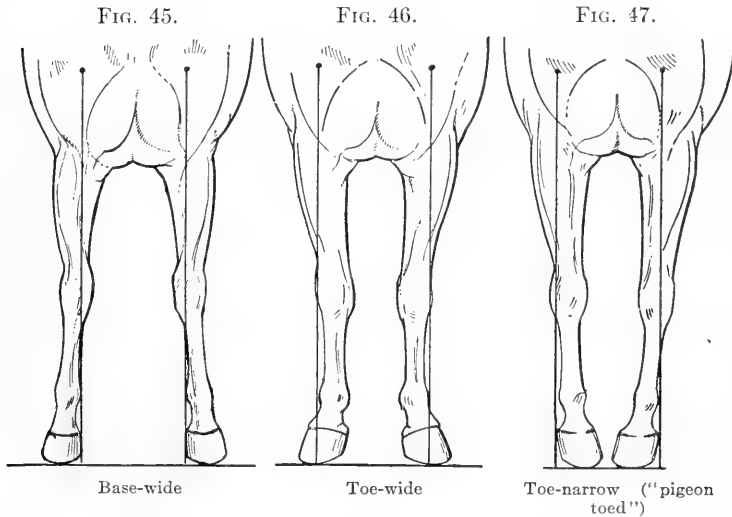 FIG. 45.
FIG. 46.
FIG. 47.
Base-wide
Toe-wide
Toe-narrow ("pigeon
toed")